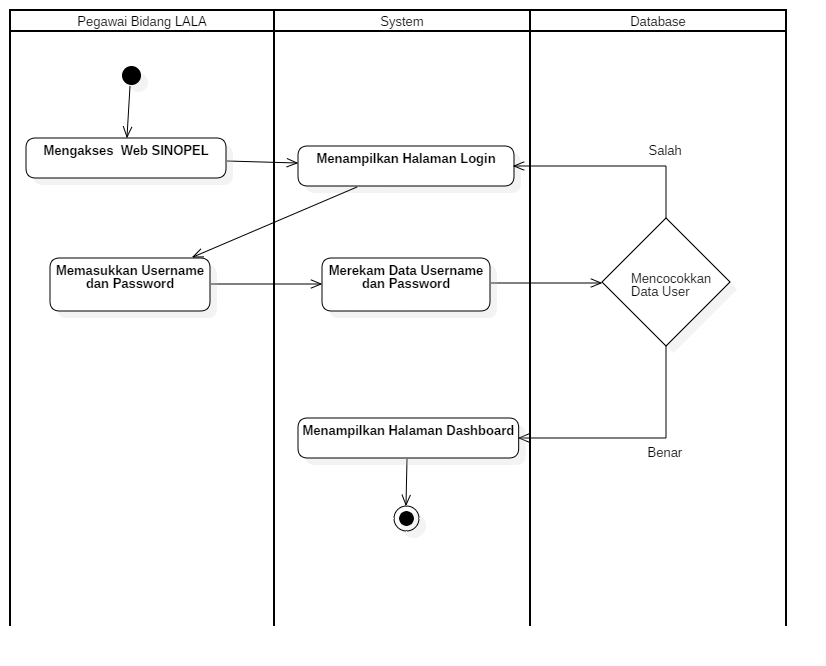 Pegawai Bidang LALA
System
Database
Mengakses  Web SINOPEL
Menampilkan Halaman Login
Salah
Memasukkan Username
dan Password
Merekam Data Username
dan Password
Mencocokkan
Data User
Menampilkan Halaman Dashboard
Benar